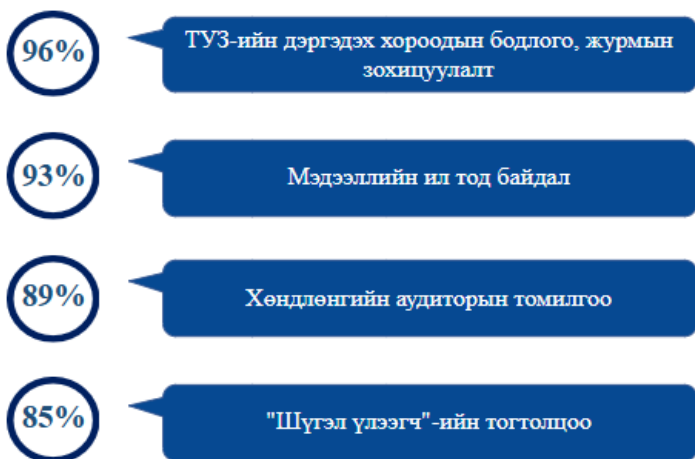 96%
ТУЗ-ийн дэргэдэх хороодын бодлого, журмын
зохицуулалт
93%
Мэдээллийн ил тод байдал
89%
Хөндлөнгийн аудиторын томилгоо
85%
"Шүгэл үлээгч"-ийн тогтолцоо